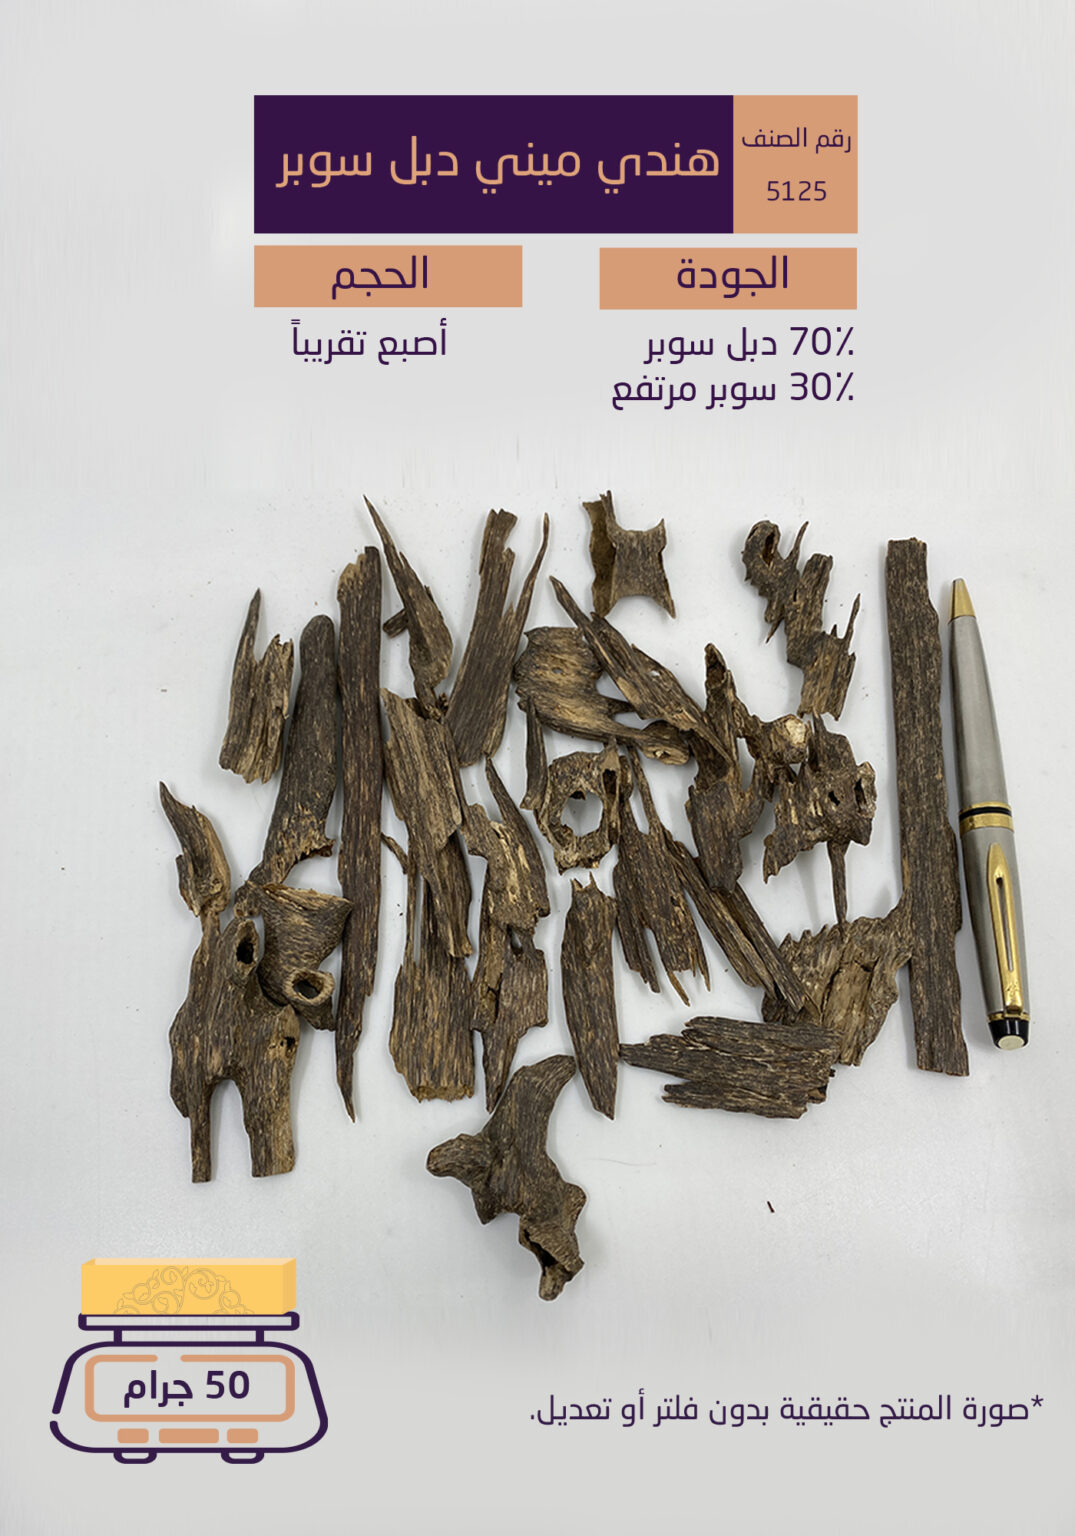 رقم الصنف
5125
هندي ميني دبل سوبر
الجودة
70٪ دبل سوبر
30٪ سوبر مرتفع
الحجم
أصبع تقريباً
50 جرام
*صورة المنتج حقيقية بدون فلتر أو تعديل.